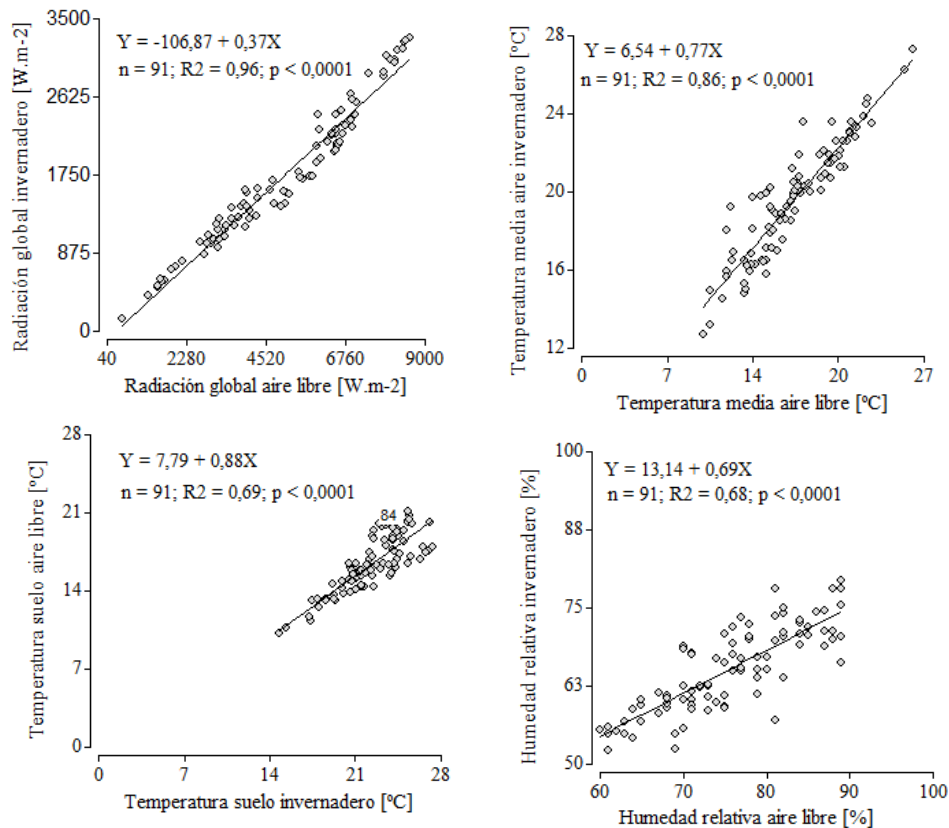 Radiación global invernadero [W.m-2]
3500
2625
1750
875
0
Y = -106,87 + 0,37X
n = 91; R2 = 0,96; p < 0,0001
40 2280 4520 6760 9000
Radiación global aire libre [W.m-2]
Temperatura media aire invernadero [ºC]
28
24
20
16
12
Y = 6,54 + 0,77X
n = 91; R2 = 0,86; p < 0,0001
0 7 14 20 27
Temperatura media aire libre [ºC]
Temperatura suelo aire libre [ºC]
28
21
14
7
0
Y = 7,79 + 0,88X
n = 91; R2 = 0,69; p < 0,0001
84
0 7 14 21 28
Temperatura suelo invernadero [ºC]
Humedad relativa invernadero [%]
100
88
75
63
50
Y = 13,14 + 0,69X
n = 91; R2 = 0,68; p < 0,0001
60 70 80 90 100
Humedad relativa aire libre [%]